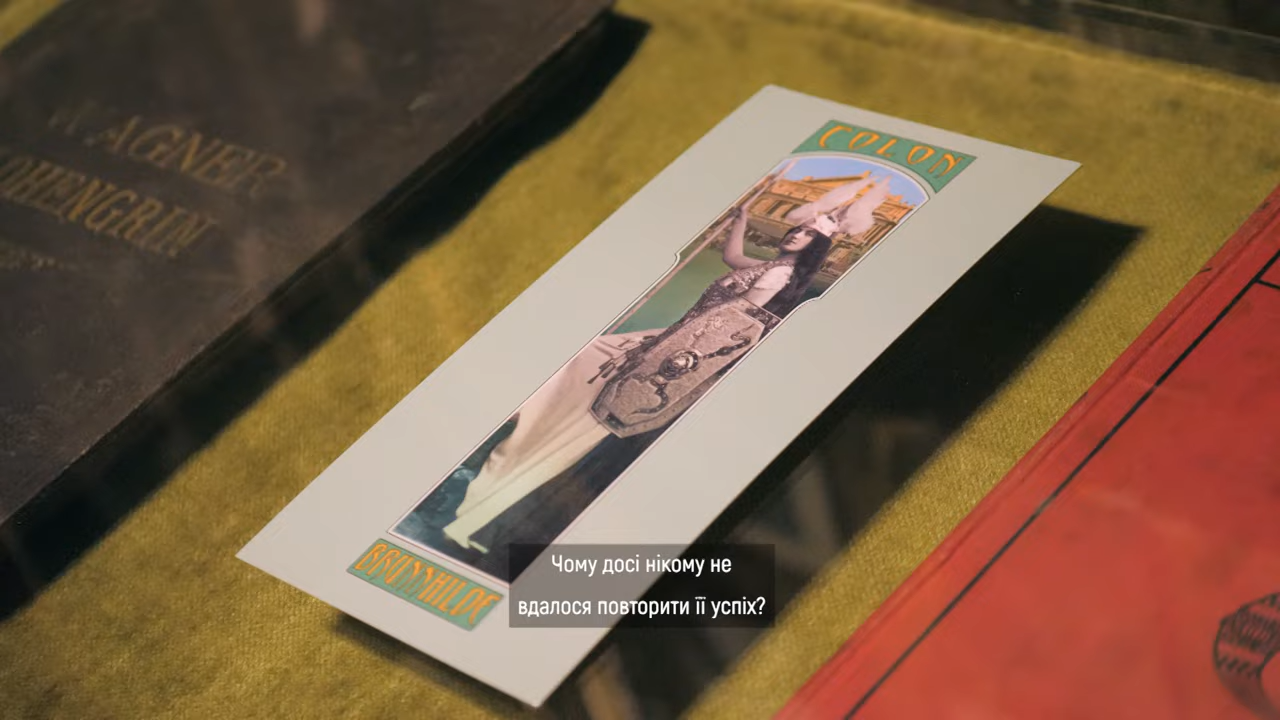 WAGNER
LOHENGRIN
COLON
BRUNNHILDE
Чому досі нікому не
вдалося повторити її успіх?